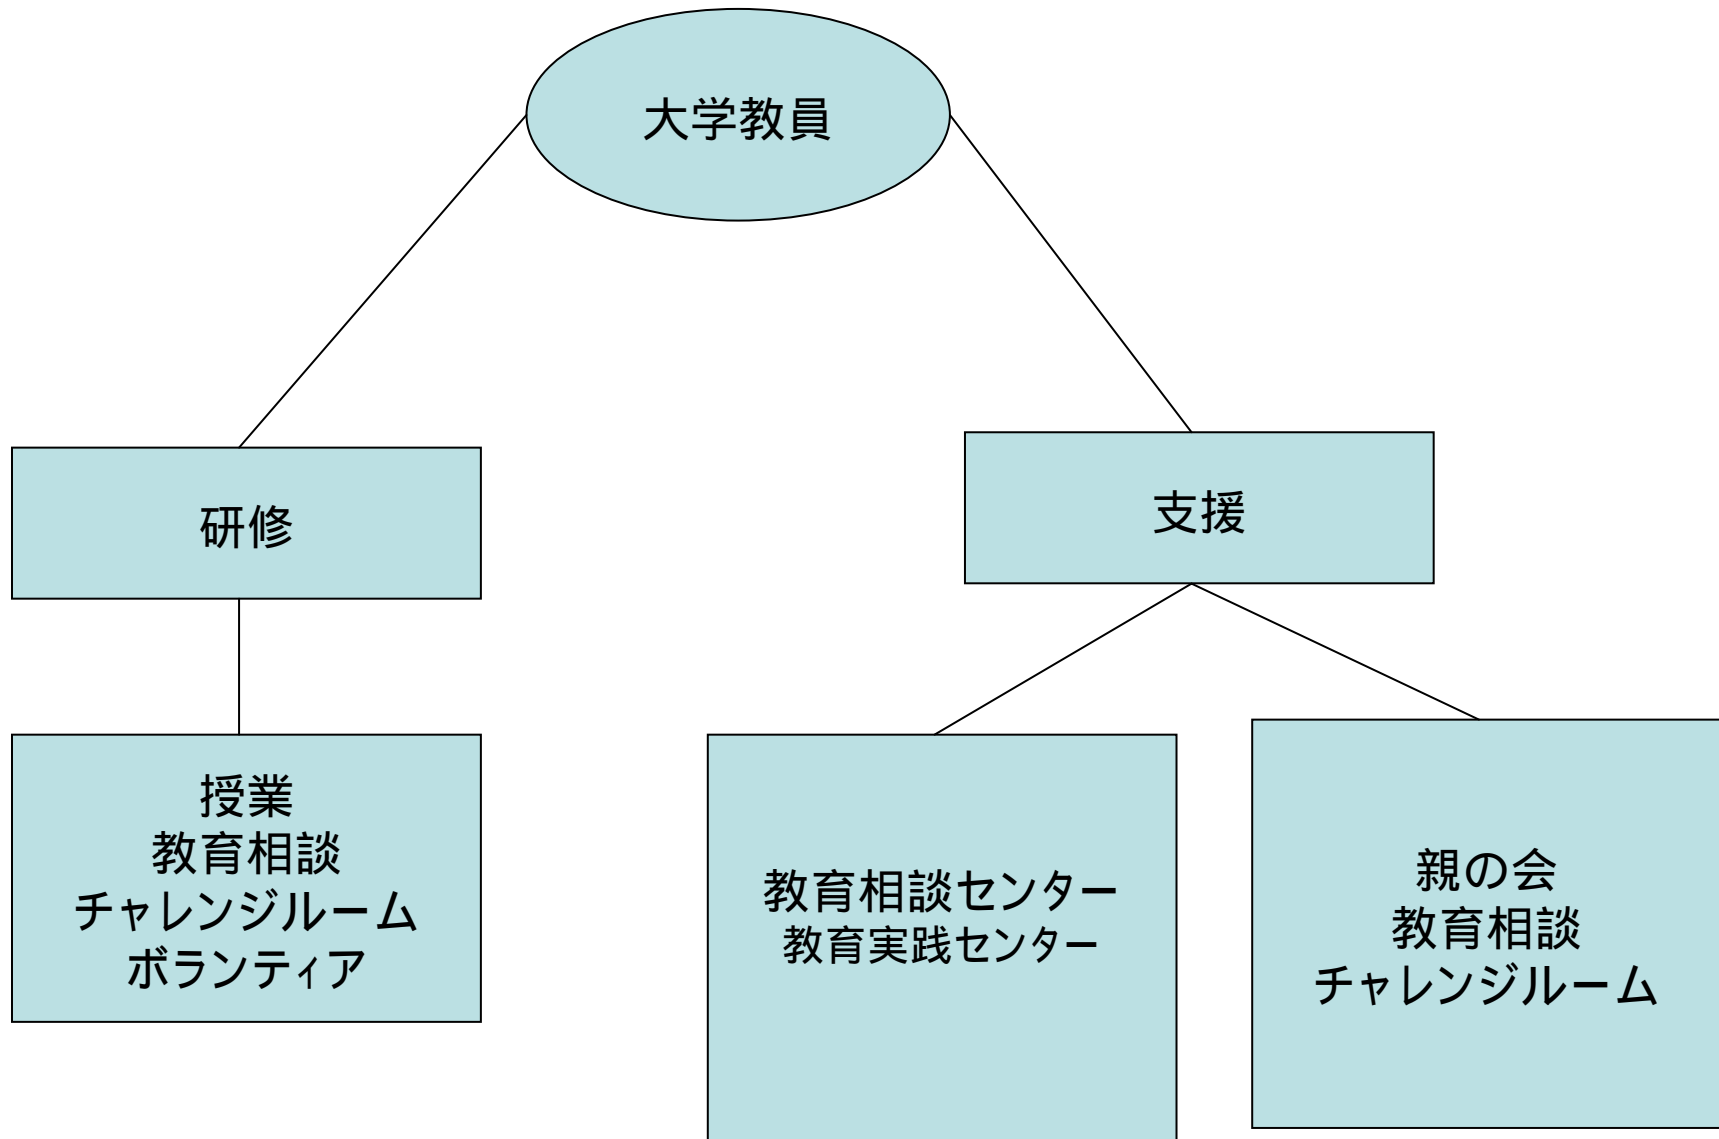 大学教員
研修
支援
授業
教育相談
チャレンジルーム
ボランティア
教育相談センター
教育実践センター
親の会
教育相談
チャレンジルーム